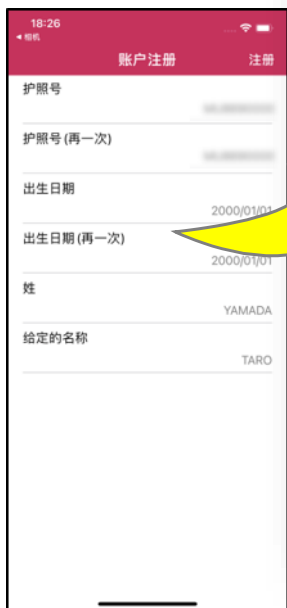 18:26
◀ 相机
账户注册 注册
护照号
护照号(再一次)
出生日期
2000/01/01
出生日期(再一次)
2000/01/01
姓
YAMADA
给定的名称
TARO